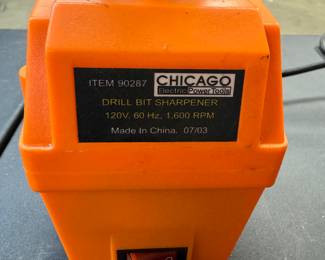 ITEM 90287 CHICAGO
Electric Power Tools
DRILL BIT SHARPENER
120V, 60 Hz, 1,600 RPM
Made In China. 07/03